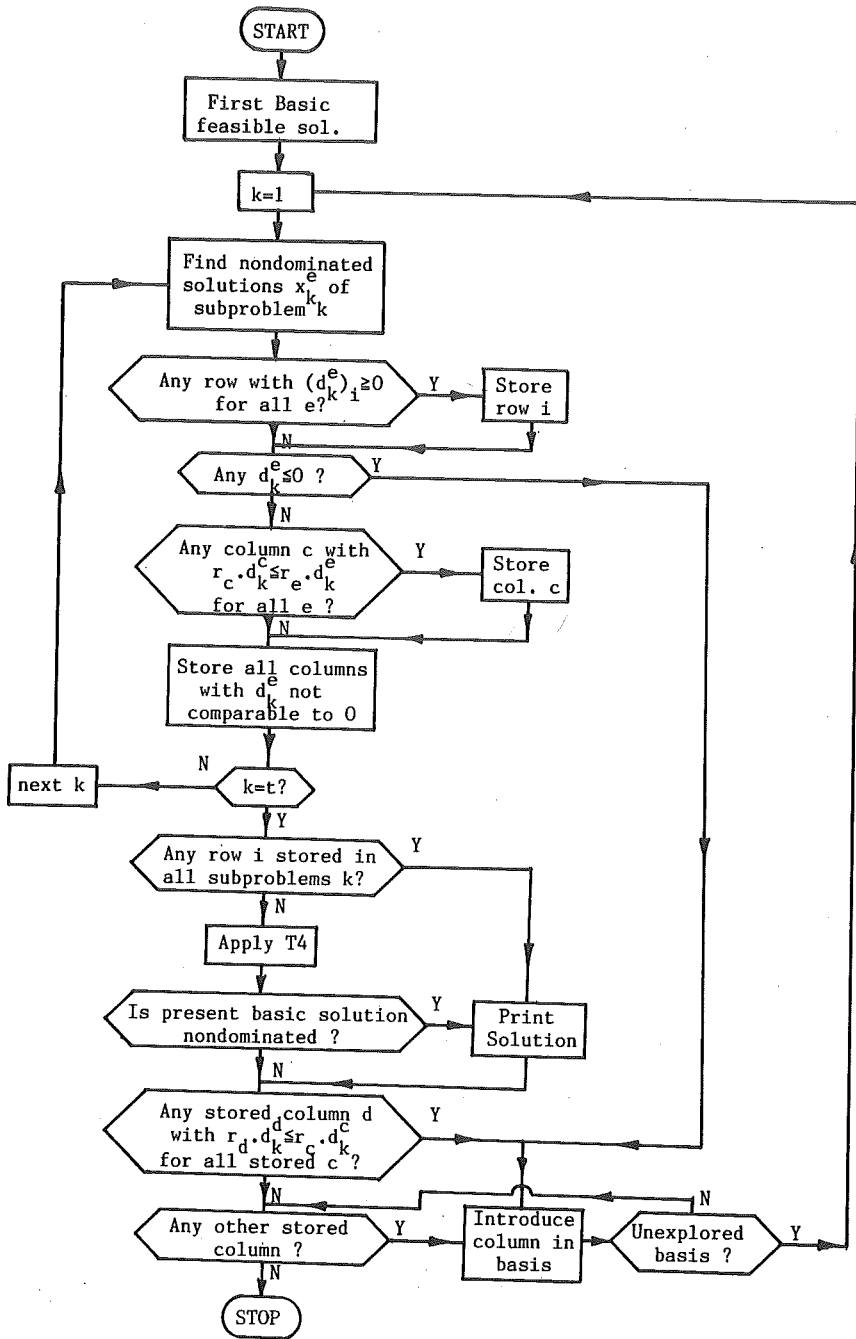 START
First Basic
feasible sol.
k=1
Find nondominated
solutions x_k^e of
subproblem k
Any row with (d_k^e)_i≧0
for all e?
Y
Store
row i
N
Any d_k^e≦0 ?
Y
N
Any column c with
r_c.d_k^c≦r_e.d_k^e
for all e ?
Y
Store
col. c
N
Store all columns
with d_k^e not
comparable to 0
N
next k
k=t?
Y
Any row i stored in
all subproblems k?
Y
N
Apply T4
Is present basic solution
nondominated ?
Y
Print
Solution
N
Any stored column d
with r_d.d_k^d≦r_c.d_k^c
for all stored c ?
Y
N
N
Any other stored
column ?
Y
Introduce
column in
basis
Unexplored
basis ?
Y
N
STOP